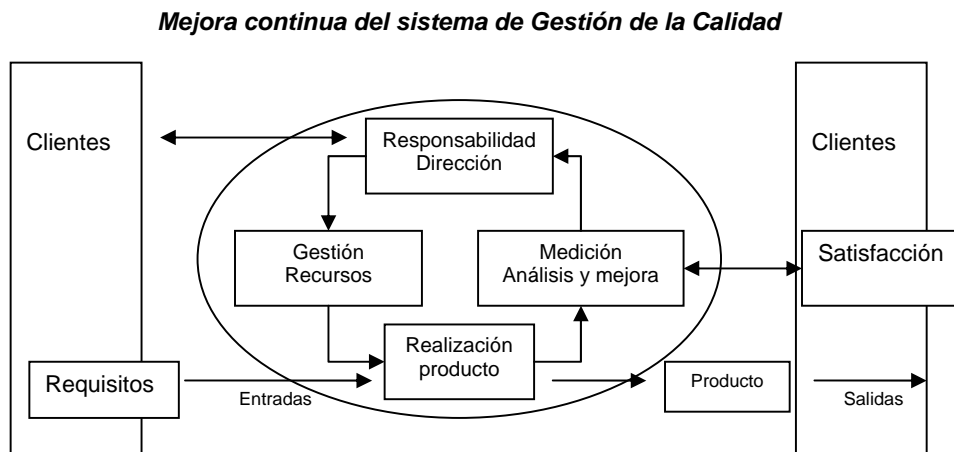 Mejora continua del sistema de Gestión de la Calidad
Clientes
Responsabilidad
Dirección
Clientes
Gestión
Recursos
Medición
Análisis y mejora
Satisfacción
Realización
producto
Requisitos
Entradas
Producto
Salidas